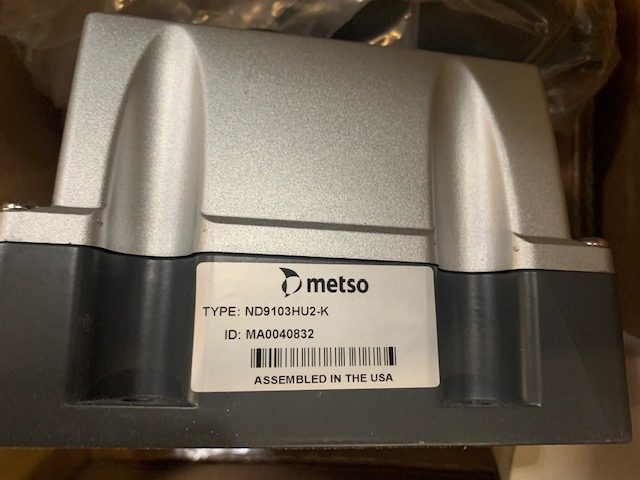 metso
TYPE: ND9103HU2-K
ID: MA0040832
ASSEMBLED IN THE USA